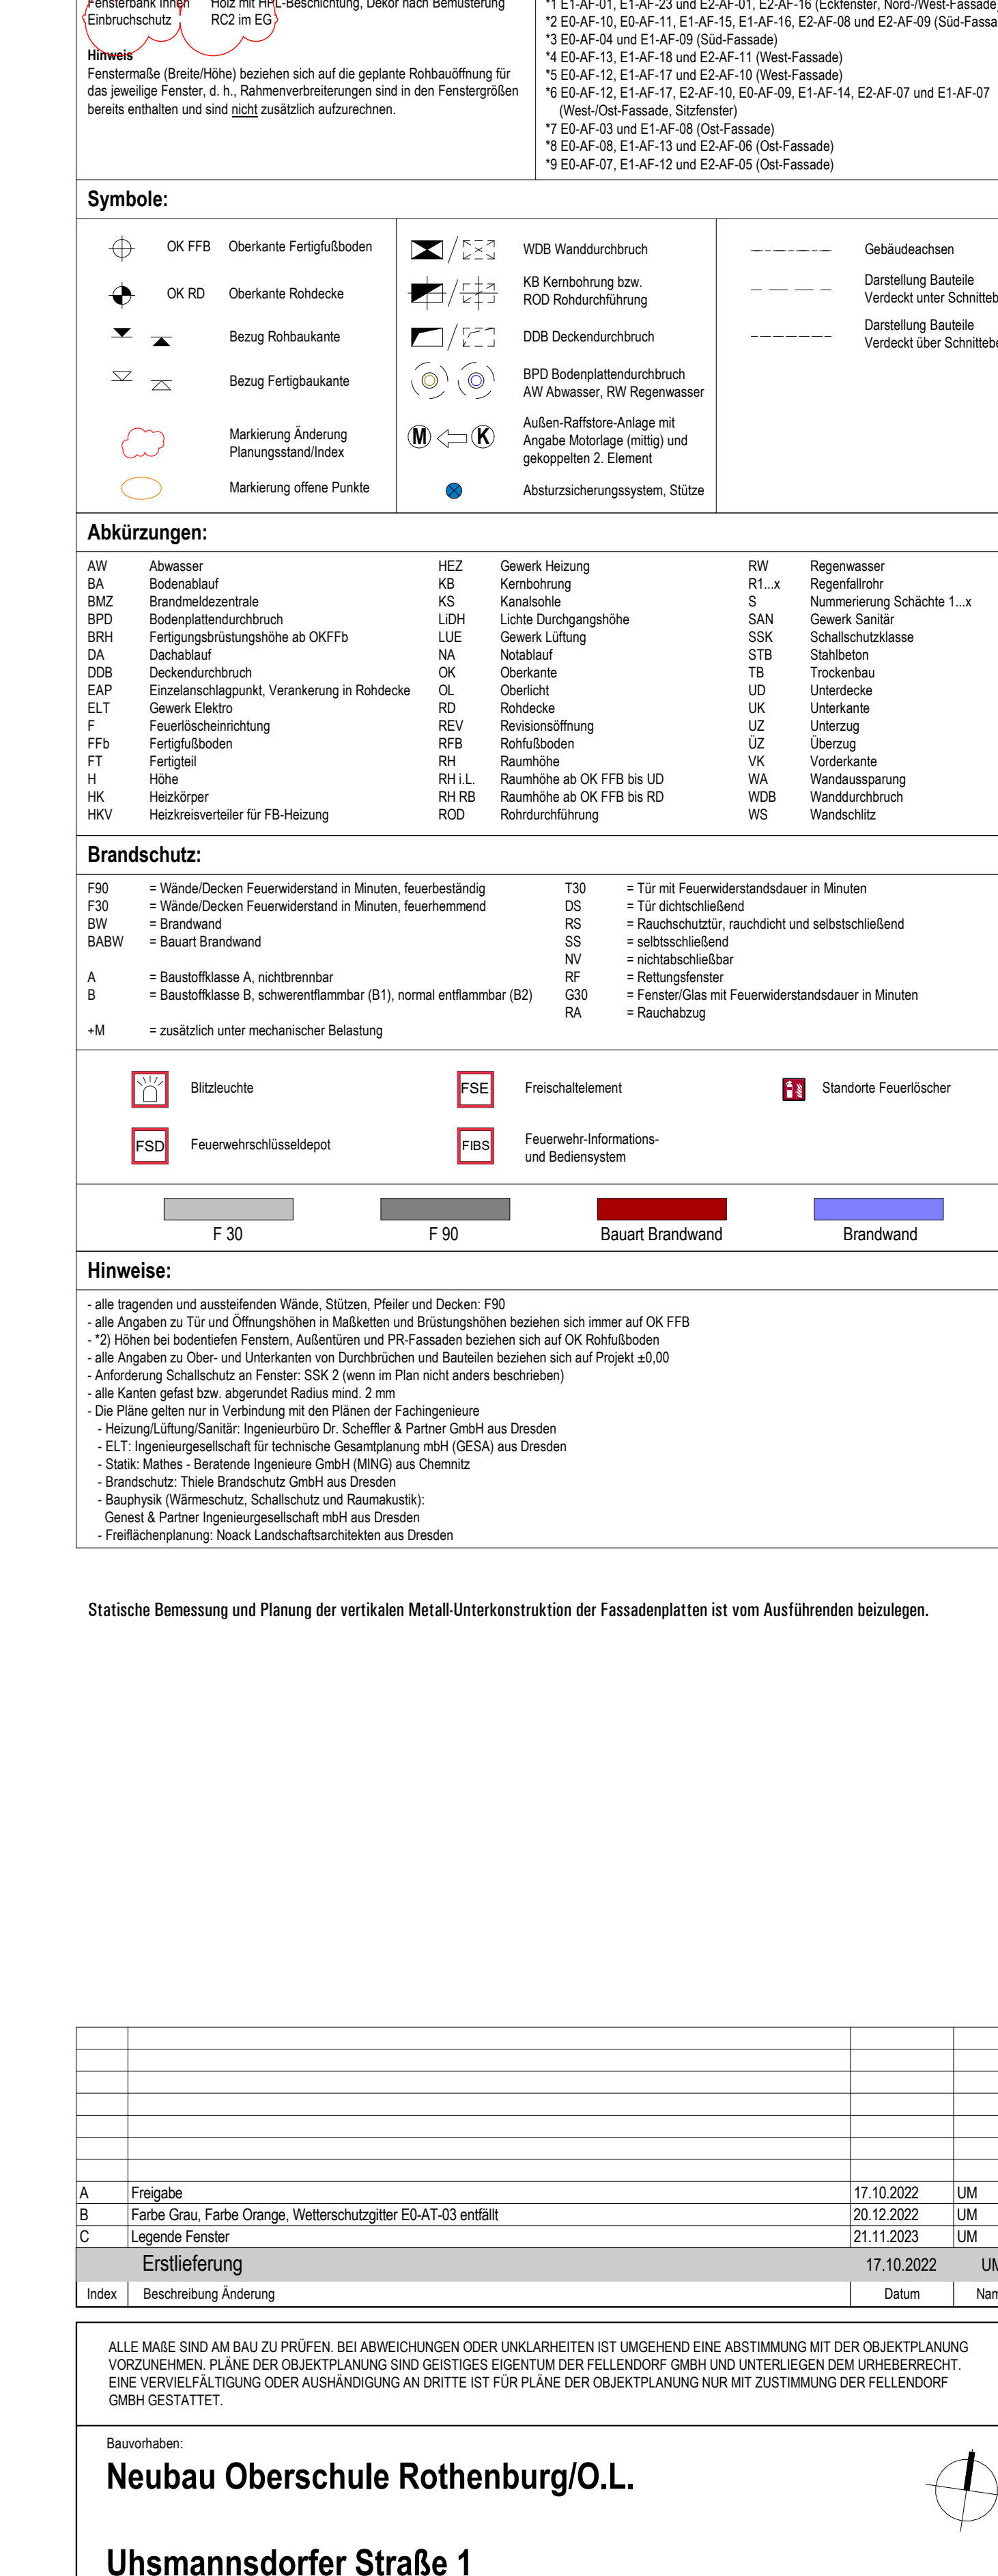 Fensterbank Innen Holz mit HPL-Beschichtung, Dekor nach Bemusterung
Einbruchschutz RC2 im EG
Hinweis
Fenstermaße (Breite/Höhe) beziehen sich auf die geplante Rohbauöffnung für
das jeweilige Fenster, d. h., Rahmenverbreiterungen sind in den Fenstergrößen
bereits enthalten und sind nicht zusätzlich aufzurechnen.
*1 E1-AF-01, E1-AF-23 und E2-AF-01, E2-AF-16 (Eckfenster, Nord-/West-Fassade)
*2 E0-AF-10, E0-AF-11, E1-AF-15, E1-AF-16, E2-AF-08 und E2-AF-09 (Süd-Fassa
*3 E0-AF-04 und E1-AF-09 (Süd-Fassade)
*4 E0-AF-13, E1-AF-18 und E2-AF-11 (West-Fassade)
*5 E0-AF-12, E1-AF-17 und E2-AF-10 (West-Fassade)
*6 E0-AF-12, E1-AF-17, E2-AF-10, E0-AF-09, E1-AF-14, E2-AF-07 und E1-AF-07
(West-/Ost-Fassade, Sitzfenster)
*7 E0-AF-03 und E1-AF-08 (Ost-Fassade)
*8 E0-AF-08, E1-AF-13 und E2-AF-06 (Ost-Fassade)
*9 E0-AF-07, E1-AF-12 und E2-AF-05 (Ost-Fassade)
Symbole:
OK FFB Oberkante Fertigfußboden
OK RD Oberkante Rohdecke
Bezug Rohbaukante
Bezug Fertigbaukante
Markierung Änderung
Planungsstand/Index
Markierung offene Punkte
WDB Wanddurchbruch
KB Kernbohrung bzw.
ROD Rohdurchführung
DDB Deckendurchbruch
BPD Bodenplattendurchbruch
AW Abwasser, RW Regenwasser
M K
Außen-Raffstore-Anlage mit
Angabe Motorlage (mittig) und
gekoppelten 2. Element
Absturzsicherungssystem, Stütze
Gebäudeachsen
Darstellung Bauteile
Verdeckt unter Schnitteb
Darstellung Bauteile
Verdeckt über Schnittebe
Abkürzungen:
AW Abwasser
BA Bodenablauf
BMZ Brandmeldezentrale
BPD Bodenplattendurchbruch
BRH Fertigungsbrüstungshöhe ab OKFFb
DA Dachablauf
DDB Deckendurchbruch
EAP Einzelanschlagpunkt, Verankerung in Rohdecke
ELT Gewerk Elektro
F Feuerlöscheinrichtung
FFb Fertigfußboden
FT Fertigteil
H Höhe
HK Heizkörper
HKV Heizkreisverteiler für FB-Heizung
HEZ Gewerk Heizung
KB Kernbohrung
KS Kanalsohle
LiDH Lichte Durchgangshöhe
LUE Gewerk Lüftung
NA Notablauf
OK Oberkante
OL Oberlicht
RD Rohdecke
REV Revisionsöffnung
RFB Rohfußboden
RH Raumhöhe
RH i.L. Raumhöhe ab OK FFB bis UD
RH RB Raumhöhe ab OK FFB bis RD
ROD Rohrdurchführung
RW Regenwasser
R1...x Regenfallrohr
S Nummerierung Schächte 1...x
SAN Gewerk Sanitär
SSK Schallschutzklasse
STB Stahlbeton
TB Trockenbau
UD Unterdecke
UK Unterkante
UZ Unterzug
ÜZ Überzug
VK Vorderkante
WA Wandaussparung
WDB Wanddurchbruch
WS Wandschlitz
Brandschutz:
F90 = Wände/Decken Feuerwiderstand in Minuten, feuerbeständig
F30 = Wände/Decken Feuerwiderstand in Minuten, feuerhemmend
BW = Brandwand
BABW = Bauart Brandwand
A = Baustoffklasse A, nichtbrennbar
B = Baustoffklasse B, schwerentflammbar (B1), normal entflammbar (B2)
+M = zusätzlich unter mechanischer Belastung
T30 = Tür mit Feuerwiderstandsdauer in Minuten
DS = Tür dichtschließend
RS = Rauchschutztür, rauchdicht und selbstschließend
SS = selbtsschließend
NV = nichtabschließbar
RF = Rettungsfenster
G30 = Fenster/Glas mit Feuerwiderstandsdauer in Minuten
RA = Rauchabzug
Blitzleuchte
FSE Freischaltelement
Standorte Feuerlöscher
FSD Feuerwehrschlüsseldepot
FIBS Feuerwehr-Informations-
und Bediensystem
F 30 F 90 Bauart Brandwand Brandwand
Hinweise:
- alle tragenden und aussteifenden Wände, Stützen, Pfeiler und Decken: F90
- alle Angaben zu Tür und Öffnungshöhen in Maßketten und Brüstungshöhen beziehen sich immer auf OK FFB
- *2) Höhen bei bodentiefen Fenstern, Außentüren und PR-Fassaden beziehen sich auf OK Rohfußboden
- alle Angaben zu Ober- und Unterkanten von Durchbrüchen und Bauteilen beziehen sich auf Projekt ±0,00
- Anforderung Schallschutz an Fenster: SSK 2 (wenn im Plan nicht anders beschrieben)
- alle Kanten gefast bzw. abgerundet Radius mind. 2 mm
- Die Pläne gelten nur in Verbindung mit den Plänen der Fachingenieure
- Heizung/Lüftung/Sanitär: Ingenieurbüro Dr. Scheffler & Partner GmbH aus Dresden
- ELT: Ingenieurgesellschaft für technische Gesamtplanung mbH (GESA) aus Dresden
- Statik: Mathes - Beratende Ingenieure GmbH (MING) aus Chemnitz
- Brandschutz: Thiele Brandschutz GmbH aus Dresden
- Bauphysik (Wärmeschutz, Schallschutz und Raumakustik):
Genest & Partner Ingenieurgesellschaft mbH aus Dresden
- Freiflächenplanung: Noack Landschaftsarchitekten aus Dresden
Statische Bemessung und Planung der vertikalen Metall-Unterkonstruktion der Fassadenplatten ist vom Ausführenden beizulegen.
A Freigabe 17.10.2022 UM
B Farbe Grau, Farbe Orange, Wetterschutzgitter E0-AT-03 entfällt 20.12.2022 UM
C Legende Fenster 21.11.2023 UM
Erstlieferung 17.10.2022 UM
Index Beschreibung Änderung Datum Nam
ALLE MAßE SIND AM BAU ZU PRÜFEN. BEI ABWEICHUNGEN ODER UNKLARHEITEN IST UMGEHEND EINE ABSTIMMUNG MIT DER OBJEKTPLANUNG
VORZUNEHMEN. PLÄNE DER OBJEKTPLANUNG SIND GEISTIGES EIGENTUM DER FELLENDORF GMBH UND UNTERLIEGEN DEM URHEBERRECHT.
EINE VERVIELFÄLTIGUNG ODER AUSHÄNDIGUNG AN DRITTE IST FÜR PLÄNE DER OBJEKTPLANUNG NUR MIT ZUSTIMMUNG DER FELLENDORF
GMBH GESTATTET.
Bauvorhaben:
Neubau Oberschule Rothenburg/O.L.
Uhsmannsdorfer Straße 1